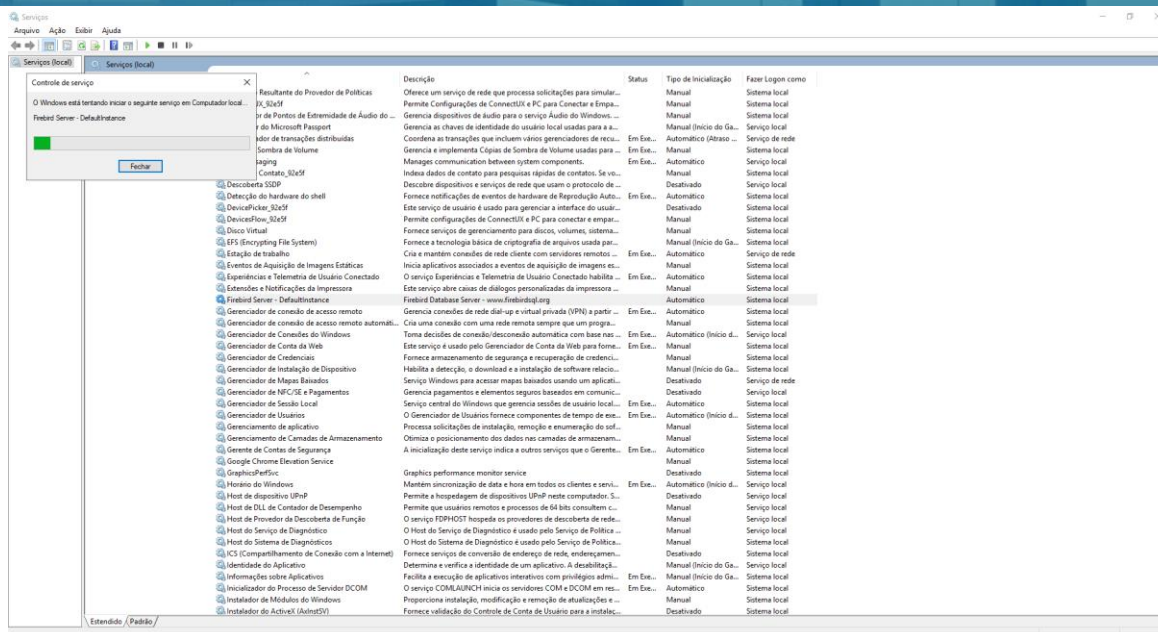 Serviços
Arquivo Ação Exibir Ajuda
Serviços (local)
Serviços (local)
Controle de serviço
O Windows está tentando iniciar o seguinte serviço em Computador local...
Firebird Server - DefaultInstance
Fechar
Descrição Status Tipo de Inicialização Fazer Logon como
Resultante do Provedor de Políticas Oferece um serviço de rede que processa solicitações para simular... Manual Sistema local
JX_92e5f Permite Configurações de ConnectUX e PC para Conectar e Empa... Manual Sistema local
or de Pontos de Extremidade de Áudio do ... Gerencia dispositivos de áudio para o serviço Áudio do Windows. ... Manual Sistema local
r do Microsoft Passport Gerencia as chaves de identidade do usuário local usadas para a a... Manual (Início do Ga... Serviço local
ador de transações distribuídas Coordena as transações que incluem vários gerenciadores de recu... Em Exe... Automático (Atraso ... Serviço de rede
Sombra de Volume Gerencia e implementa Cópias de Sombra de Volume usadas para ... Em Exe... Manual Sistema local
saging Manages communication between system components. Em Exe... Automático Serviço local
Contato_92e5f Indexa dados de contato para pesquisas rápidas de contatos. Se vo... Manual Sistema local
Descoberta SSDP Descobre dispositivos e serviços de rede que usam o protocolo de ... Desativado Serviço local
Detecção do hardware do shell Fornece notificações de eventos de hardware de Reprodução Auto... Em Exe... Automático Sistema local
DevicePicker_92e5f Este serviço de usuário é usado para gerenciar a interface do usuár... Desativado Sistema local
DevicesFlow_92e5f Permite configurações de ConnectUX e PC para conectar e empar... Manual Sistema local
Disco Virtual Fornece serviços de gerenciamento para discos, volumes, sistema... Manual Sistema local
EFS (Encrypting File System) Fornece a tecnologia básica de criptografia de arquivos usada par... Manual (Início do Ga... Sistema local
Estação de trabalho Cria e mantém conexões de rede cliente com servidores remotos ... Em Exe... Automático Serviço de rede
Eventos de Aquisição de Imagens Estáticas Inicia aplicativos associados a eventos de aquisição de imagens es... Manual Sistema local
Experiências e Telemetria de Usuário Conectado O serviço Experiências e Telemetria de Usuário Conectado habilita ... Em Exe... Automático Sistema local
Extensões e Notificações da Impressora Este serviço abre caixas de diálogos personalizadas da impressora ... Manual Sistema local
Firebird Server - DefaultInstance Firebird Database Server - www.firebirdsql.org Automático Sistema local
Gerenciador de conexão de acesso remoto Gerencia conexões de rede dial-up e virtual privada (VPN) a partir ... Em Exe... Automático Sistema local
Gerenciador de conexão de acesso remoto automáti... Cria uma conexão com uma rede remota sempre que um progra... Manual Sistema local
Gerenciador de Conexões do Windows Toma decisões de conexão/desconexão automática com base nas ... Em Exe... Automático (Início d... Serviço local
Gerenciador de Conta da Web Este serviço é usado pelo Gerenciador de Conta da Web para forne... Em Exe... Manual Sistema local
Gerenciador de Credenciais Fornece armazenamento de segurança e recuperação de credenci... Manual Sistema local
Gerenciador de Instalação de Dispositivo Habilita a detecção, o download e a instalação de software relacio... Manual (Início do Ga... Sistema local
Gerenciador de Mapas Baixados Serviço Windows para acessar mapas baixados usando um aplicati... Desativado Serviço de rede
Gerenciador de NFC/SE e Pagamentos Gerencia pagamentos e elementos seguros baseados em comunic... Desativado Serviço local
Gerenciador de Sessão Local Serviço central do Windows que gerencia sessões de usuário local.... Em Exe... Automático Sistema local
Gerenciador de Usuários O Gerenciador de Usuários fornece componentes de tempo de exe... Em Exe... Automático (Início d... Sistema local
Gerenciamento de aplicativo Processa solicitações de instalação, remoção e enumeração do sof... Manual Sistema local
Gerenciamento de Camadas de Armazenamento Otimiza o posicionamento dos dados nas camadas de armazenam... Manual Sistema local
Gerente de Contas de Segurança A inicialização deste serviço indica a outros serviços que o Gerente... Em Exe... Automático Sistema local
Google Chrome Elevation Service Manual Sistema local
GraphicsPerfSvc Graphics performance monitor service Desativado Sistema local
Horário do Windows Mantém sincronização de data e hora em todos os clientes e servi... Em Exe... Automático (Início d... Serviço local
Host de dispositivo UPnP Permite a hospedagem de dispositivos UPnP neste computador. S... Desativado Serviço local
Host de DLL de Contador de Desempenho Permite que usuários remotos e processos de 64 bits consultem c... Manual Serviço local
Host de Provedor da Descoberta de Função O serviço FDPHOST hospeda os provedores de descoberta de rede... Manual Serviço local
Host do Serviço de Diagnóstico O Host do Serviço de Diagnóstico é usado pelo Serviço de Política ... Manual Serviço local
Host do Sistema de Diagnósticos O Host do Sistema de Diagnóstico é usado pelo Serviço de Política... Manual Sistema local
ICS (Compartilhamento de Conexão com a Internet) Fornece serviços de conversão de endereço de rede, endereçamen... Desativado Sistema local
Identidade do Aplicativo Determina e verifica a identidade de um aplicativo. A desabilitaçã... Manual (Início do Ga... Serviço local
Informações sobre Aplicativos Facilita a execução de aplicativos interativos com privilégios admi... Em Exe... Manual (Início do Ga... Sistema local
Inicializador do Processo de Servidor DCOM O serviço COMLAUNCH inicia os servidores COM e DCOM em res... Em Exe... Automático Sistema local
Instalador de Módulos do Windows Proporciona instalação, modificação e remoção de atualizações e ... Manual Sistema local
Instalador do ActiveX (AxInstSV) Fornece validação do Controle de Conta de Usuário para a instalaç... Desativado Sistema local
Estendido Padrão